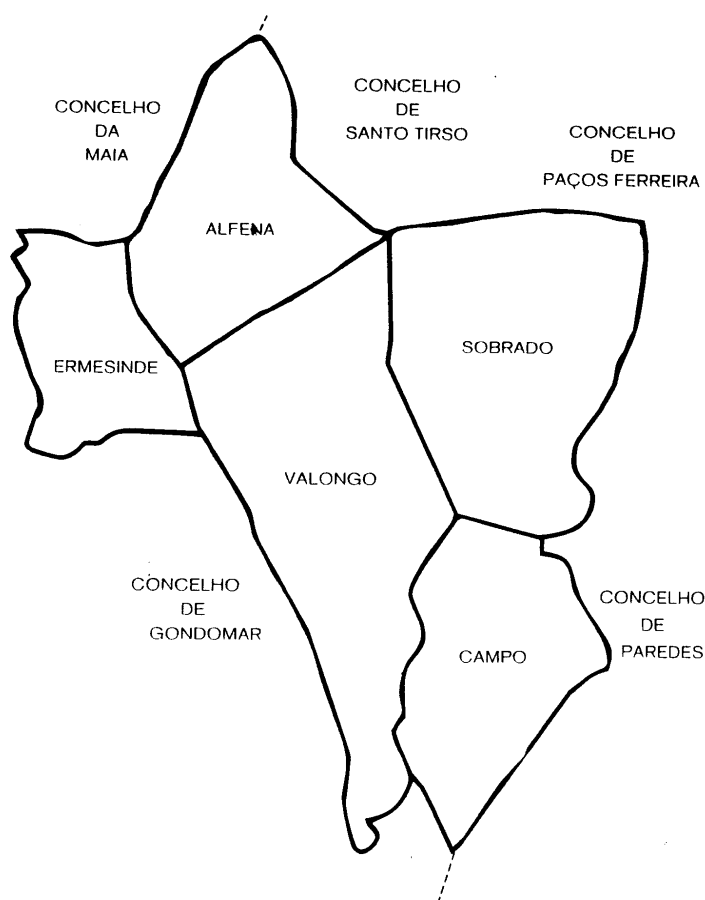 CONCELHO
DE
SANTO TIRSO
CONCELHO
DA
MAIA
CONCELHO
DE
PAÇOS FERREIRA
ALFENA
SOBRADO
ERMESINDE
VALONGO
CONCELHO
DE
GONDOMAR
CONCELHO
DE
PAREDES
CAMPO